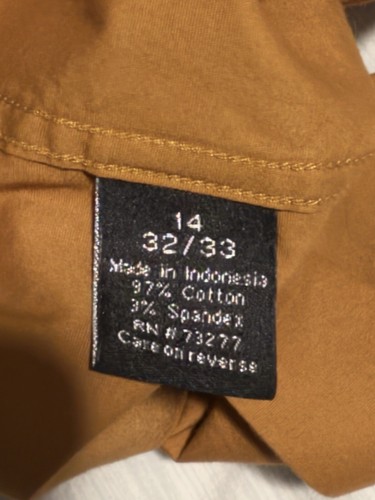 14
32/33
Made in Indonesia
97% Cotton
3% Spandex
RN # 73277
Care on reverse